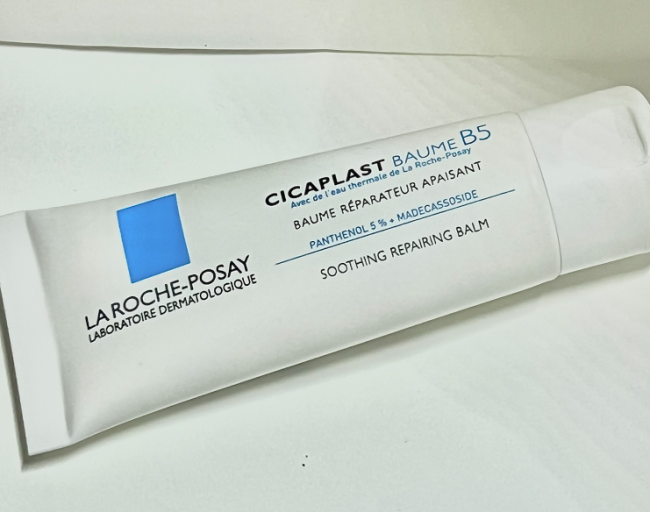 CICAPLAST BAUME B5
Avec de l'eau thermale de La Roche-Posay
BAUME RÉPARATEUR APAISANT
PANTHENOL 5 % + MADECASSOSIDE
SOOTHING REPAIRING BALM
LA ROCHE-POSAY
LABORATOIRE DERMATOLOGIQUE